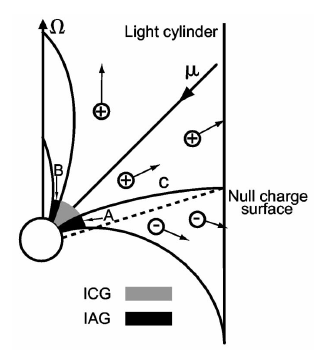 Ω
Light cylinder
μ
B
C
A
Null charge
surface
ICG
IAG